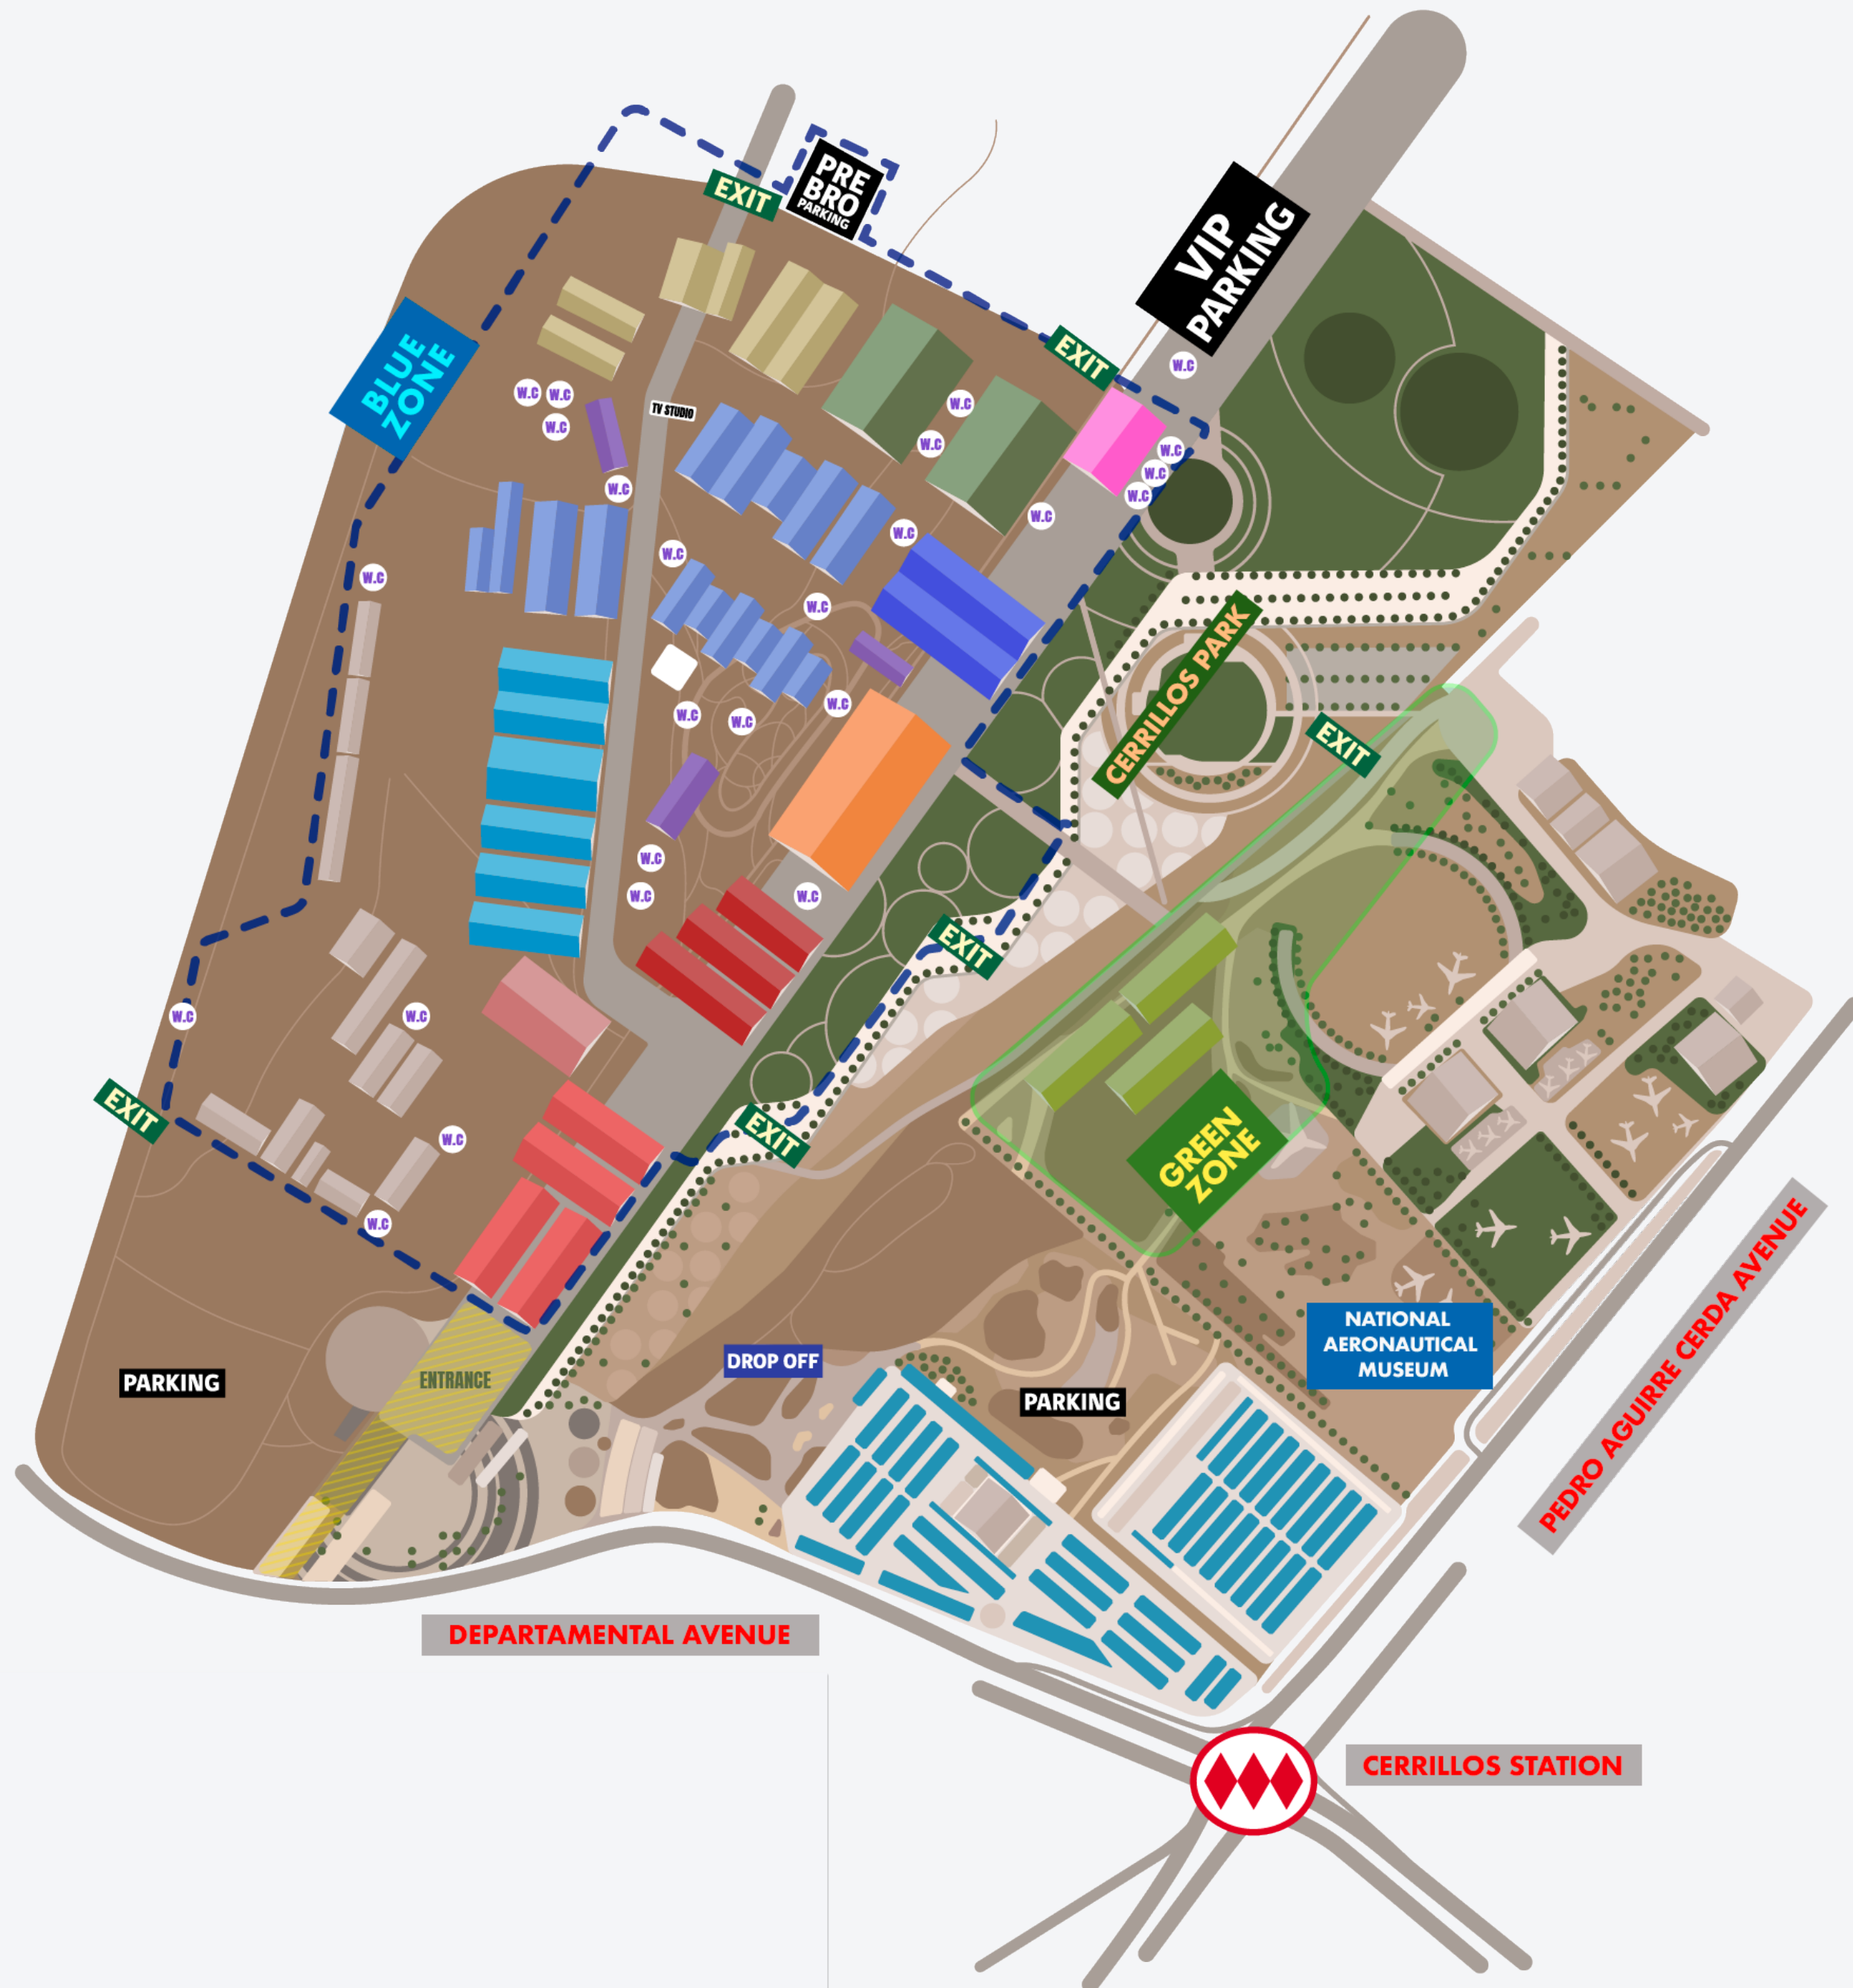 EXIT
PRE
BRO
PARKING
VIP
PARKING
EXIT
W.C
BLUE
ZONE
W.C
W.C
W.C
TV STUDIO
W.C
W.C
W.C
W.C
W.C
W.C
W.C
W.C
W.C
W.C
W.C
CERRILLOS PARK
W.C
W.C
W.C
EXIT
W.C
W.C
W.C
EXIT
W.C
W.C
EXIT
EXIT
W.C
GREEN
ZONE
W.C
PEDRO AGUIRRE CERDA AVENUE
NATIONAL
AERONAUTICAL
MUSEUM
DROP OFF
PARKING
ENTRANCE
PARKING
DEPARTAMENTAL AVENUE
CERRILLOS STATION